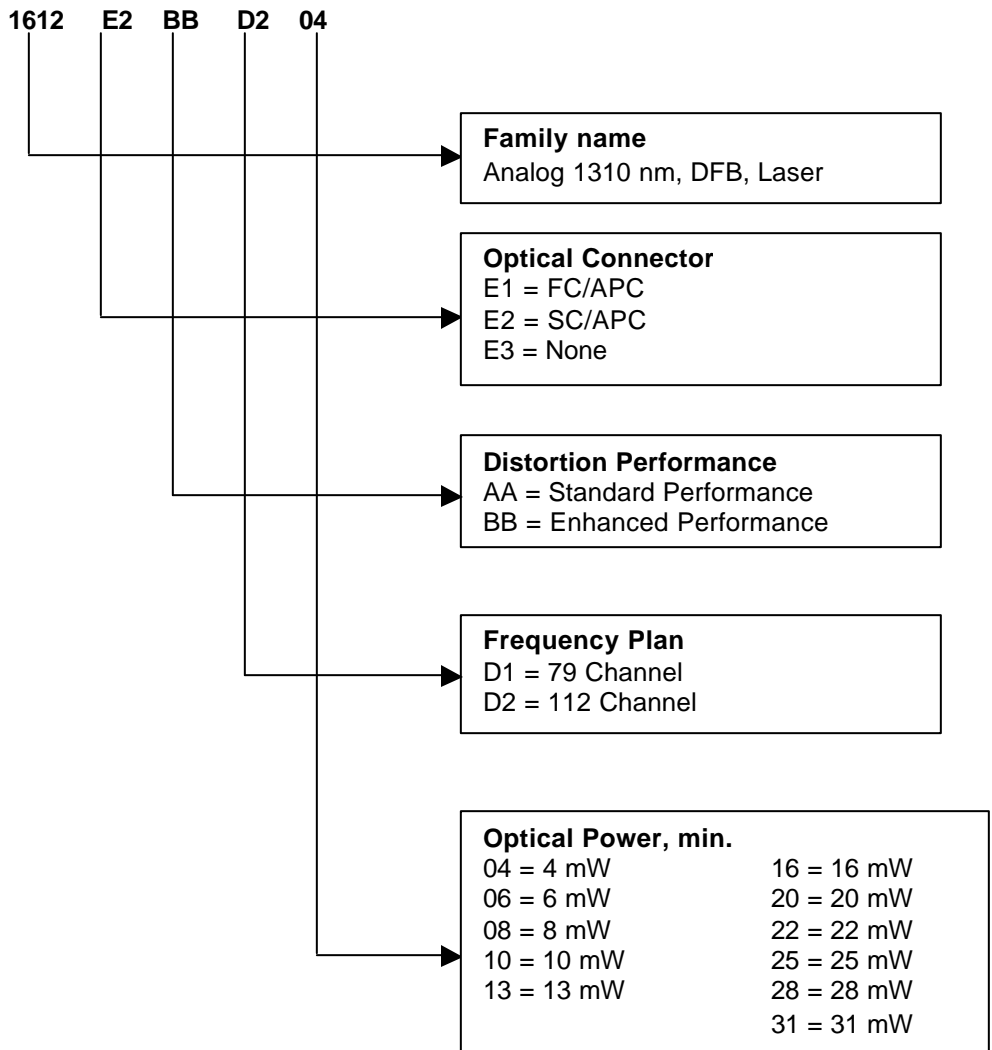 1612 E2 BB D2 04
Family name
Analog 1310 nm, DFB, Laser
Optical Connector
E1 = FC/APC
E2 = SC/APC
E3 = None
Distortion Performance
AA = Standard Performance
BB = Enhanced Performance
Frequency Plan
D1 = 79 Channel
D2 = 112 Channel
Optical Power, min.
04 = 4 mW 16 = 16 mW
06 = 6 mW 20 = 20 mW
08 = 8 mW 22 = 22 mW
10 = 10 mW 25 = 25 mW
13 = 13 mW 28 = 28 mW
31 = 31 mW